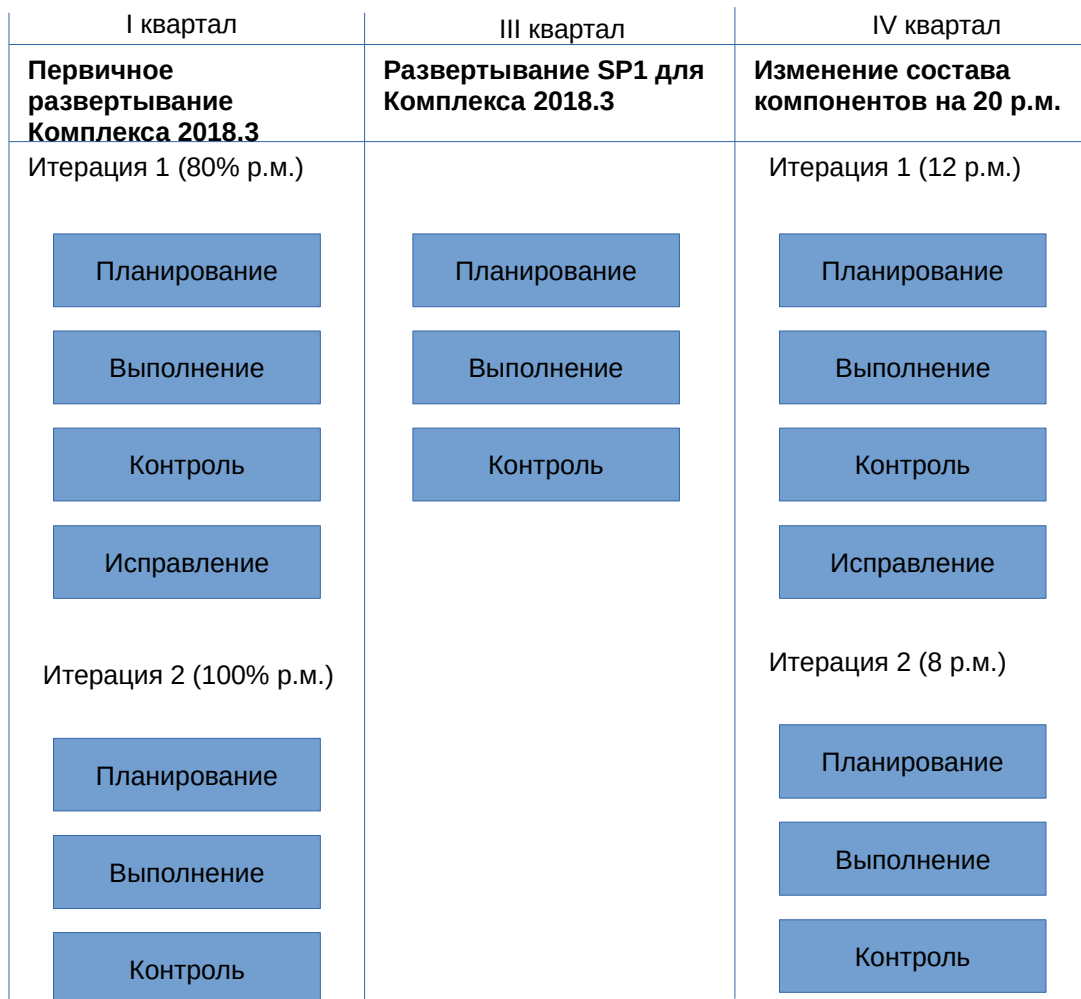 I квартал
III квартал
IV квартал
Первичное
развертывание
Комплекса 2018.3
Развертывание SP1 для
Комплекса 2018.3
Изменение состава
компонентов на 20 р.м.
Итерация 1 (80% р.м.)
Планирование
Выполнение
Контроль
Исправление
Итерация 2 (100% р.м.)
Планирование
Выполнение
Контроль
Планирование
Выполнение
Контроль
Итерация 1 (12 р.м.)
Планирование
Выполнение
Контроль
Исправление
Итерация 2 (8 р.м.)
Планирование
Выполнение
Контроль